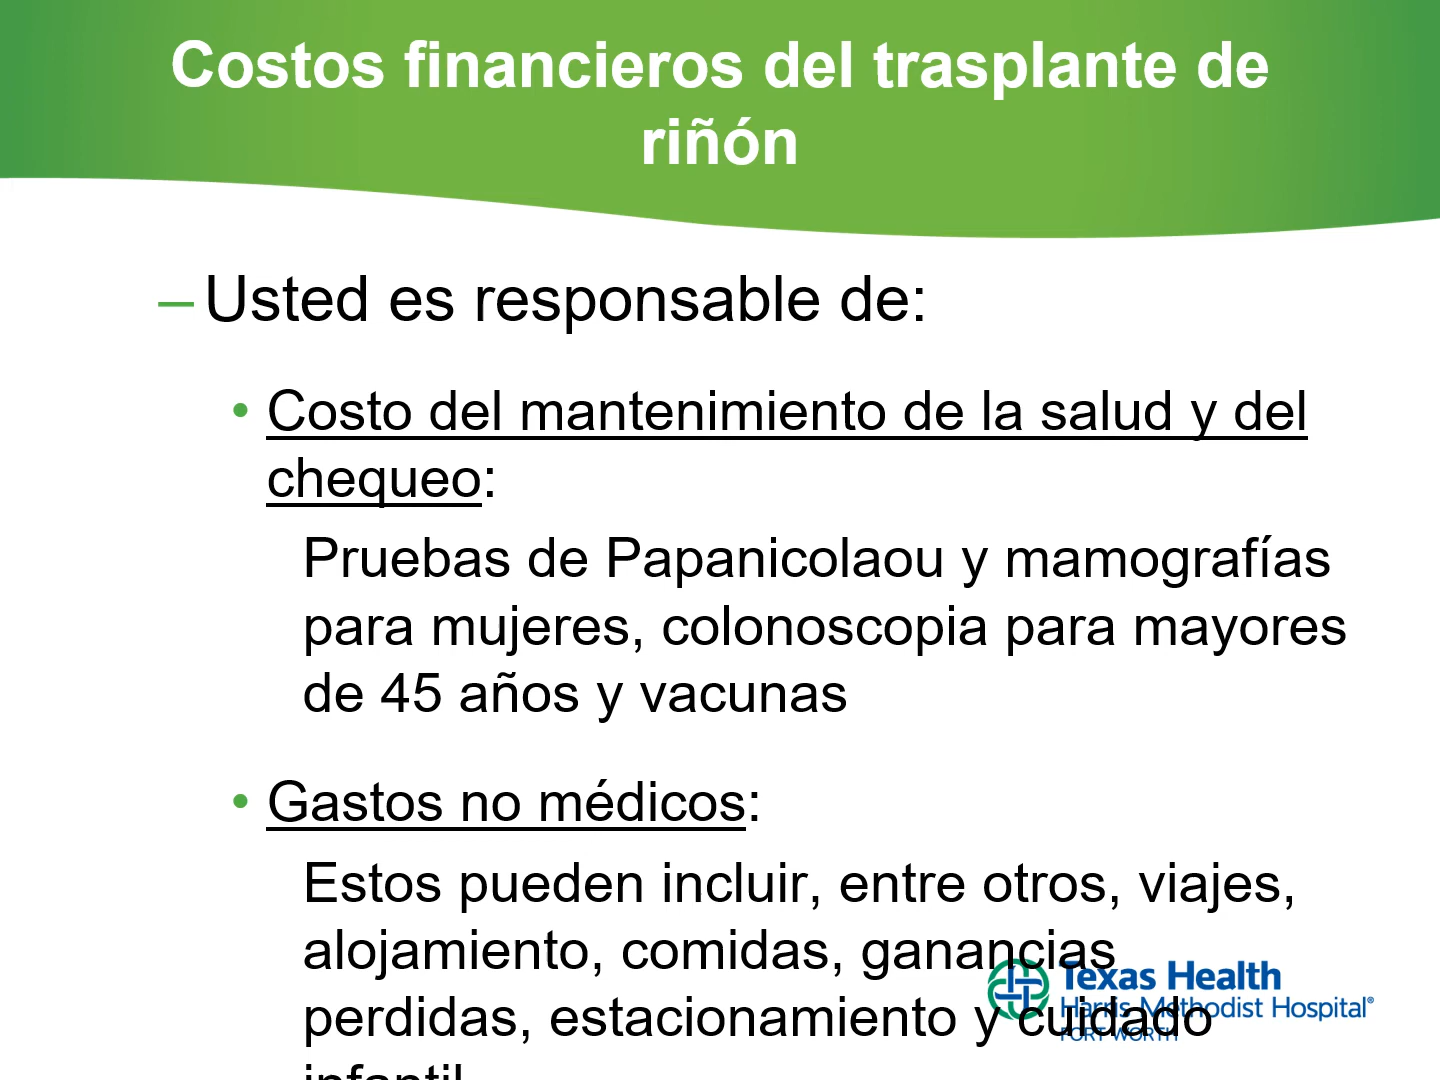 Costos financieros del trasplante de
riñón
– Usted es responsable de:
• Costo del mantenimiento de la salud y del
chequeo:
Pruebas de Papanicolaou y mamografías
para mujeres, colonoscopia para mayores
de 45 años y vacunas
• Gastos no médicos:
Estos pueden incluir, entre otros, viajes,
alojamiento, comidas, ganancias
perdidas, estacionamiento y cuidado
infantil
Texas Health
Harris Methodist Hospital®
FORT WORTH